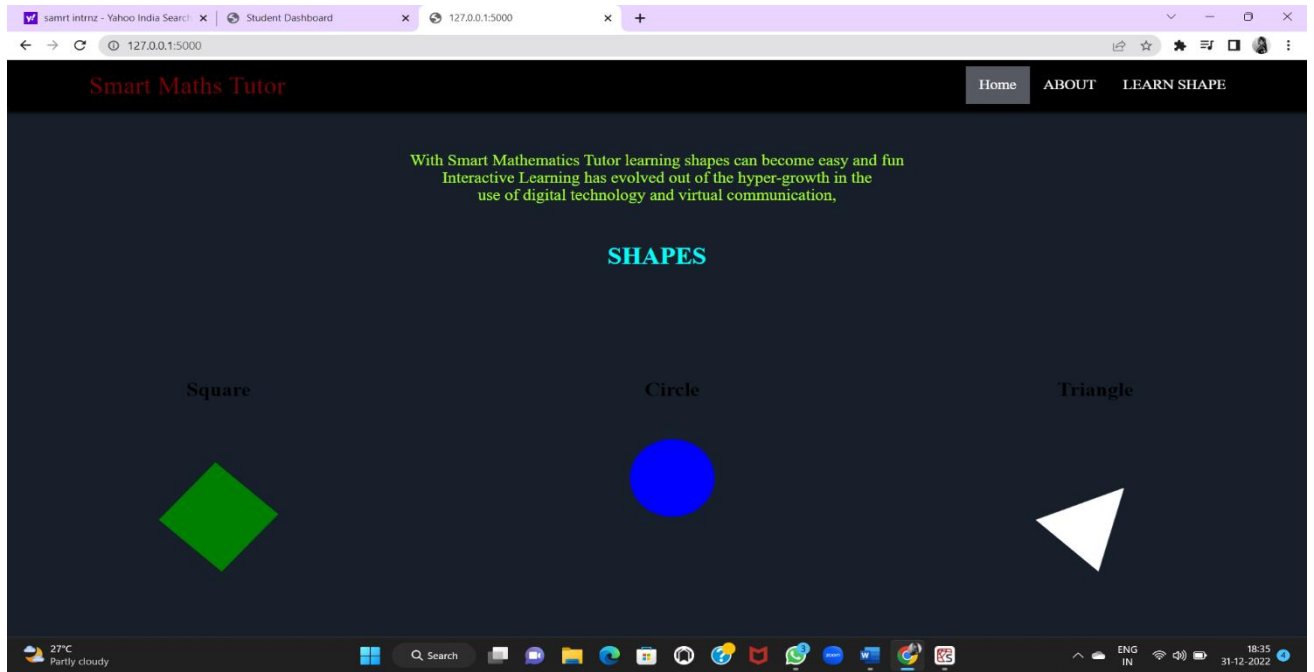 samrt intrnz - Yahoo India Search
Student Dashboard
127.0.0.1:5000
127.0.0.1:5000
Smart Maths Tutor
Home ABOUT LEARN SHAPE
With Smart Mathematics Tutor learning shapes can become easy and fun
Interactive Learning has evolved out of the hyper-growth in the
use of digital technology and virtual communication,
SHAPES
Square Circle Triangle
27°C
Partly cloudy
Search
ENG
IN
18:35
31-12-2022
4